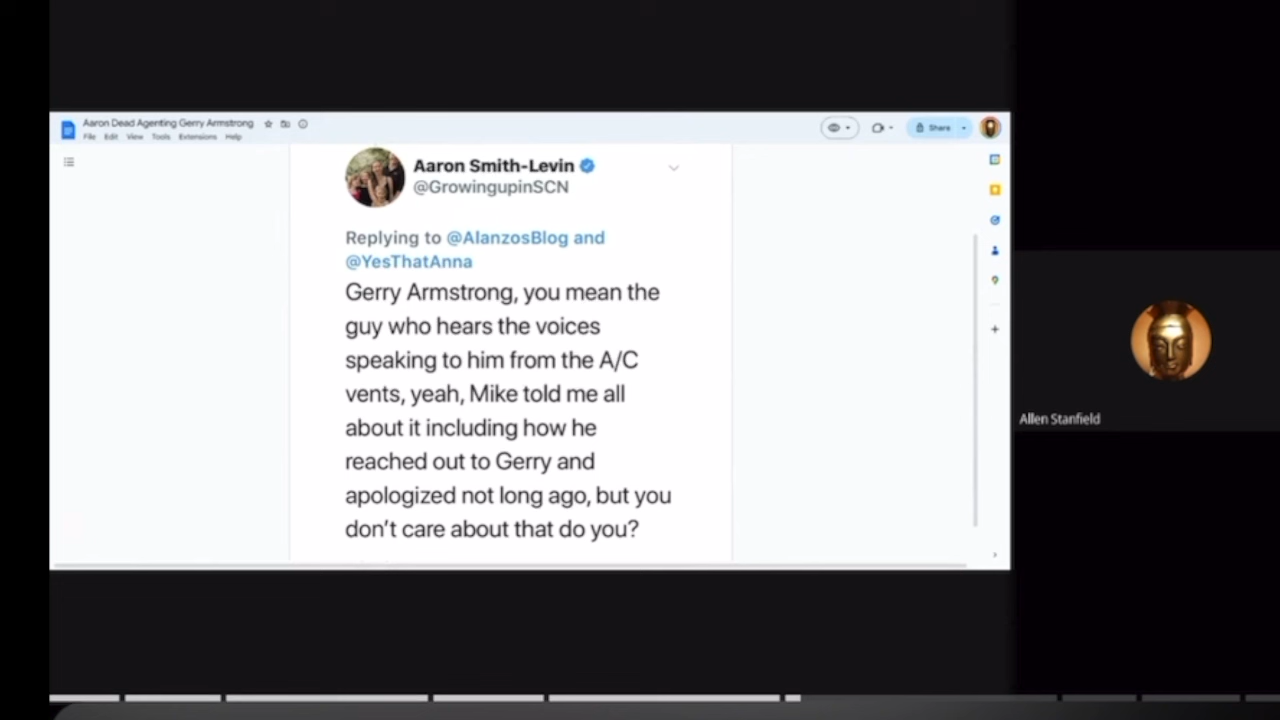 Aaron Dead Agenting Gerry Armstrong
File Edit View Tools Extensions Help
Share
Aaron Smith-Levin
@GrowingupinSCN
Replying to @AlanzosBlog and
@YesThatAnna
Gerry Armstrong, you mean the
guy who hears the voices
speaking to him from the A/C
vents, yeah, Mike told me all
about it including how he
reached out to Gerry and
apologized not long ago, but you
don’t care about that do you?
Allen Stanfield